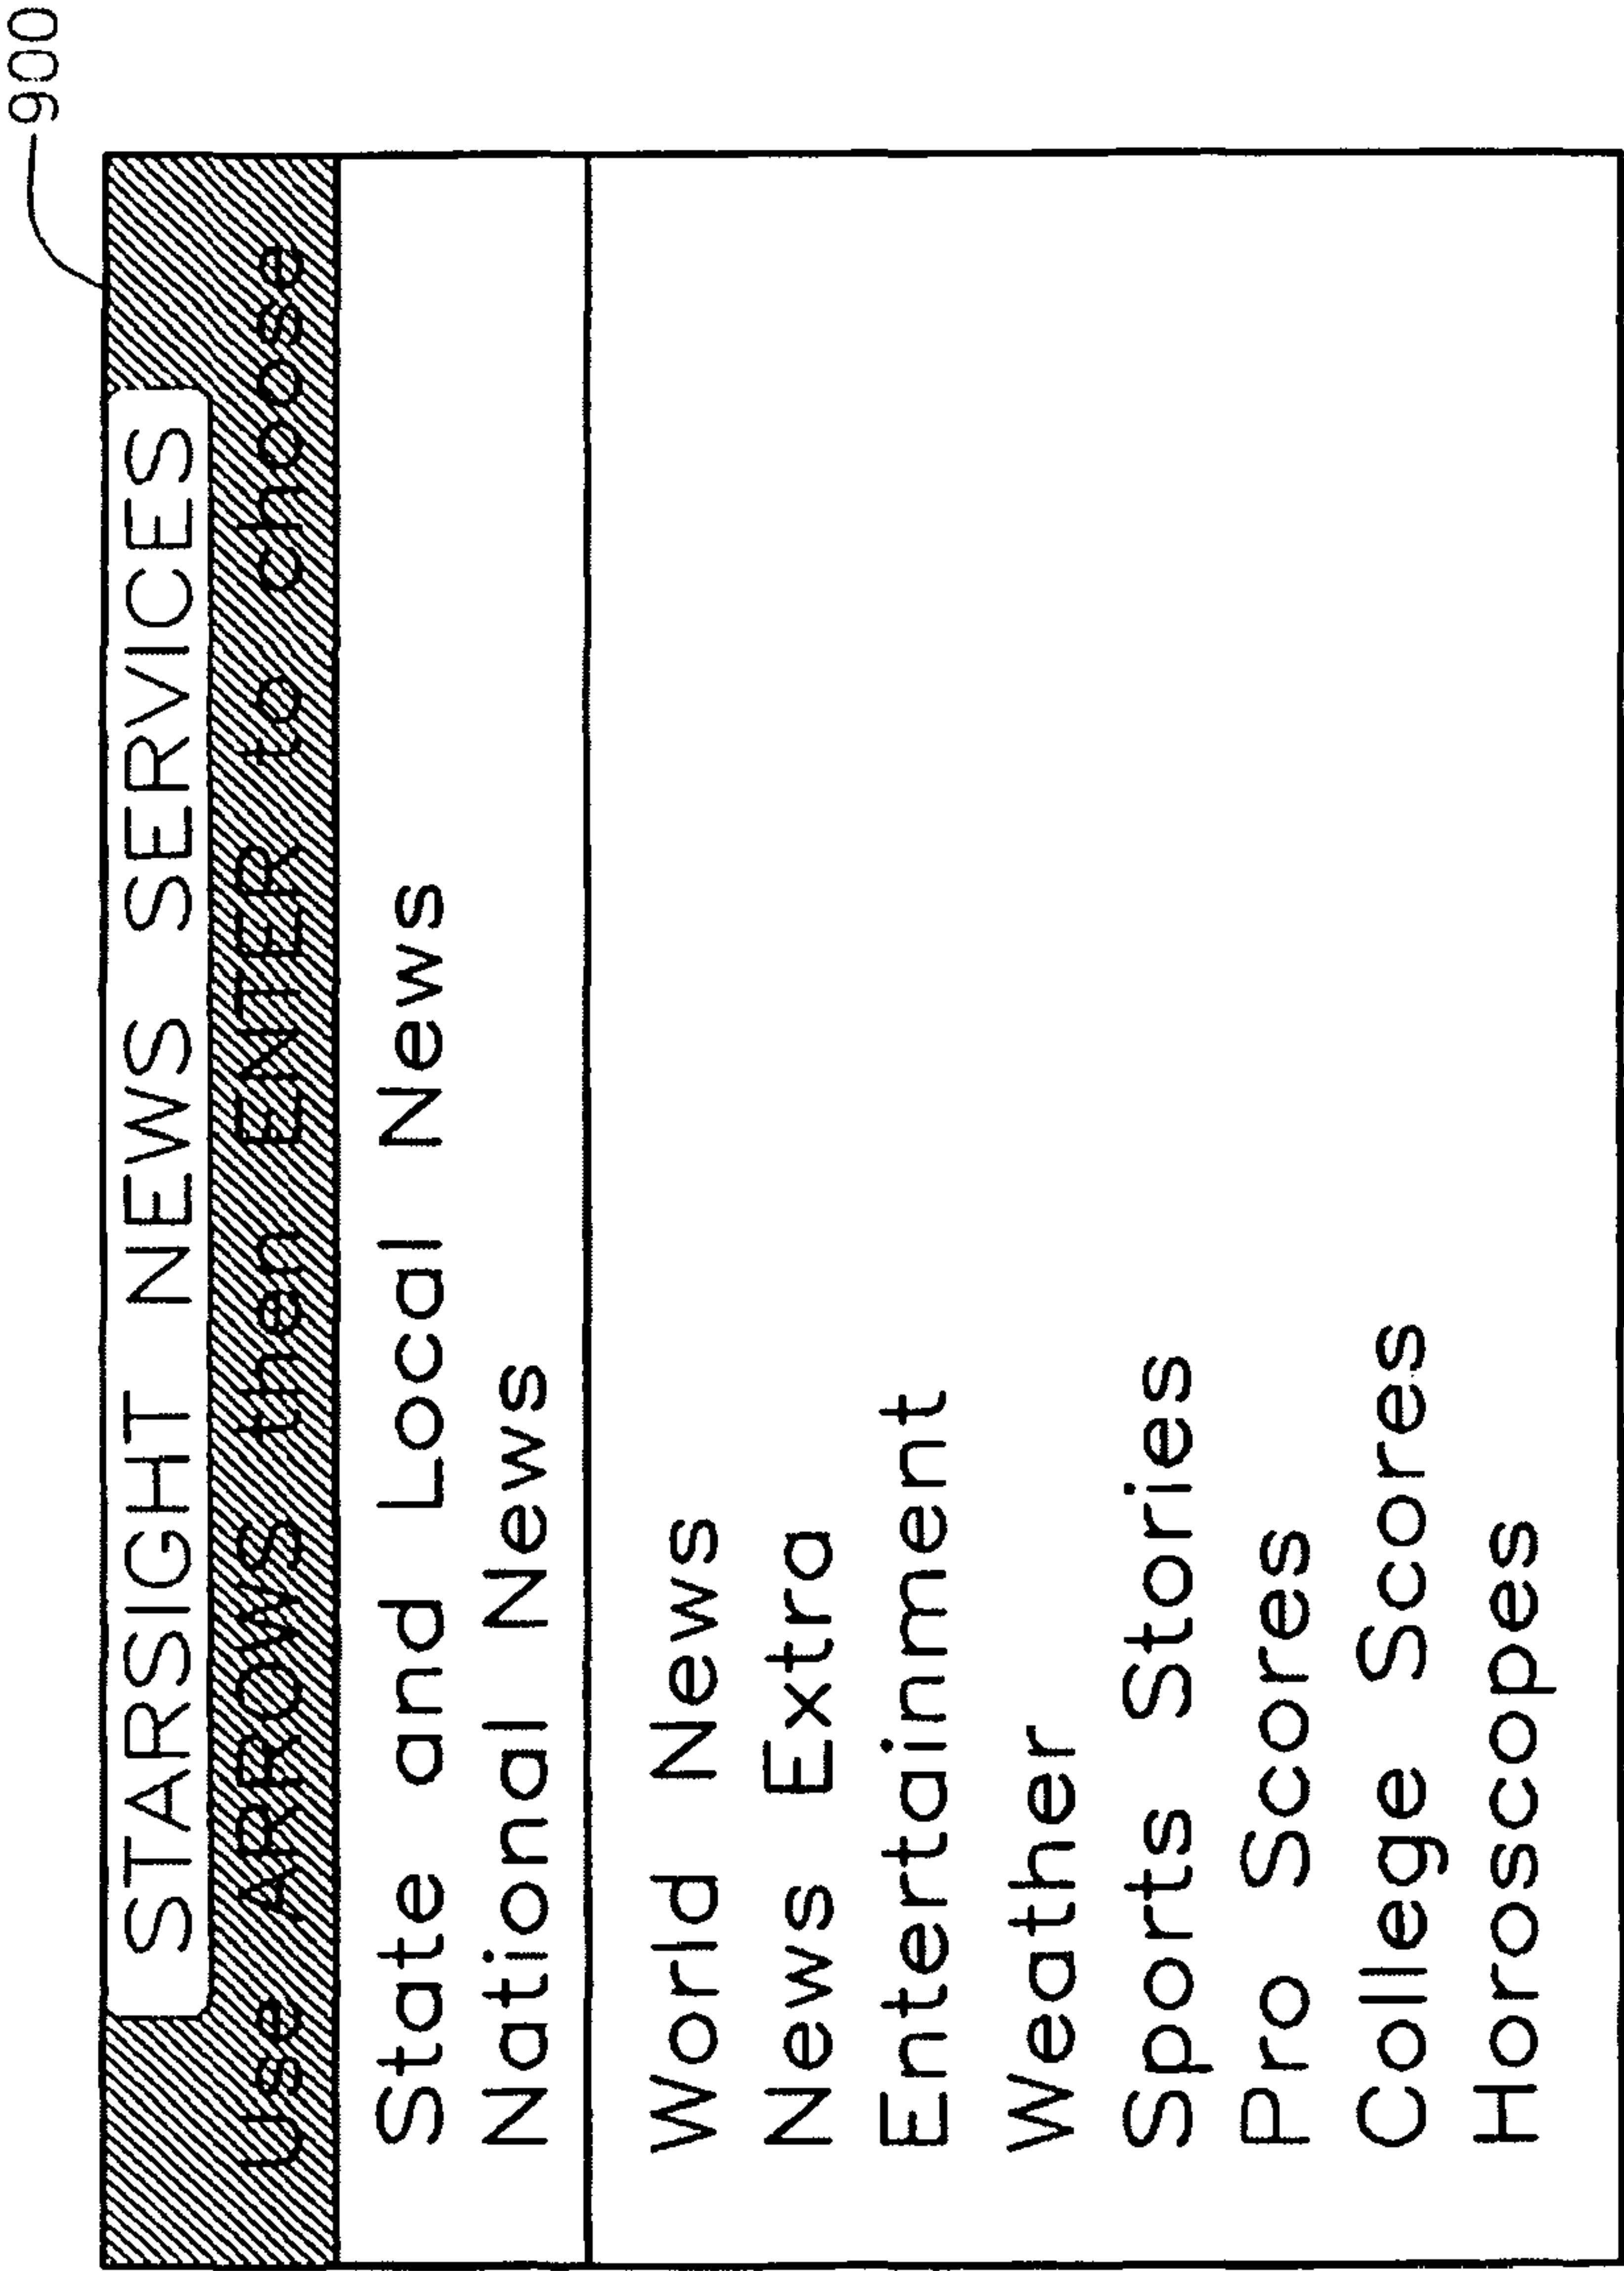 900
STARSIGHT NEWS SERVICES
Use ARROWS then ENTER to choose
State and Local News
National News
World News
News Extra
Entertainment
Weather
Sports Stories
Pro Scores
College Scores
Horoscopes